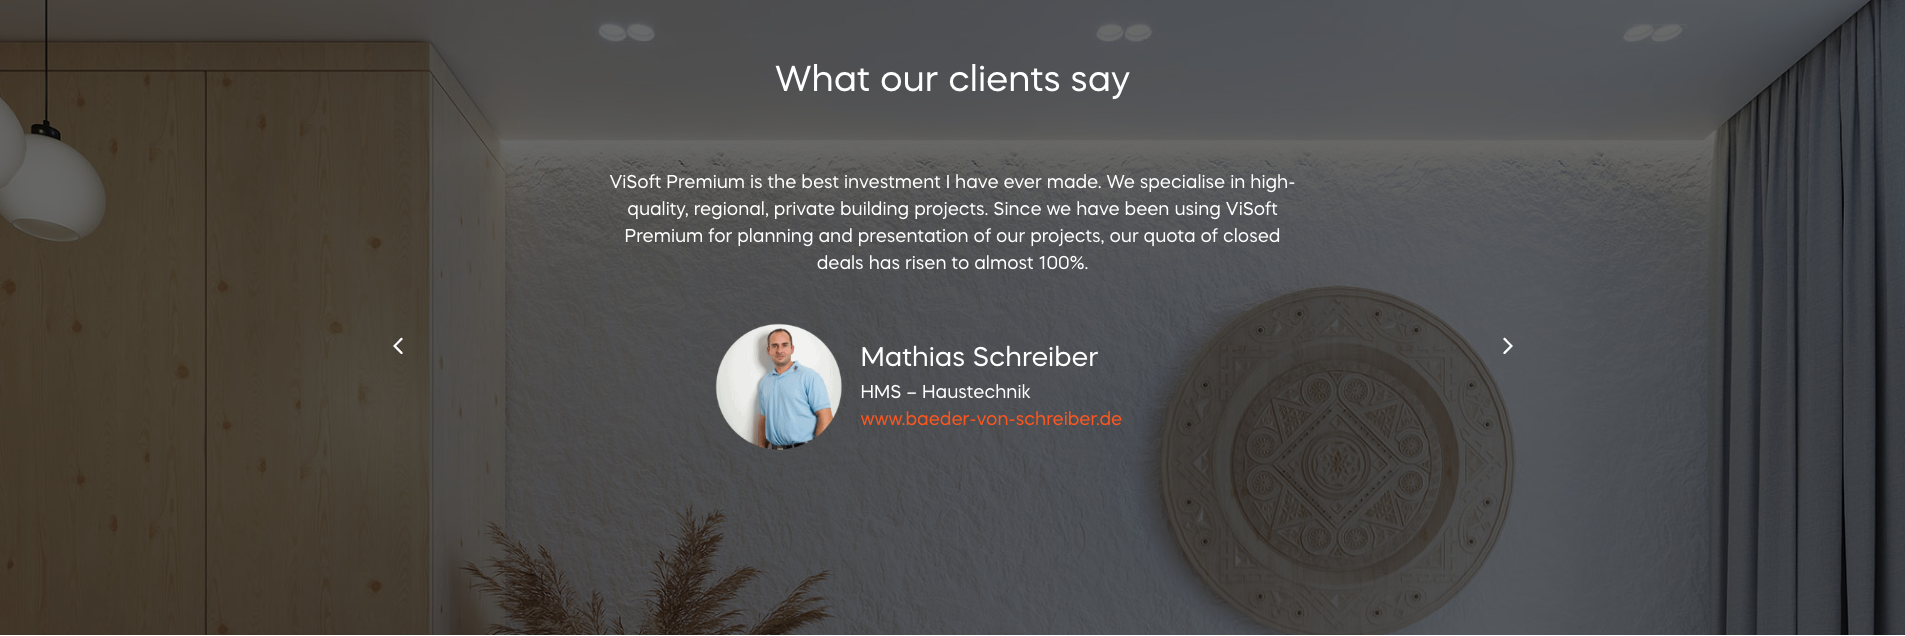 What our clients say
ViSoft Premium is the best investment I have ever made. We specialise in high-
quality, regional, private building projects. Since we have been using ViSoft
Premium for planning and presentation of our projects, our quota of closed
deals has risen to almost 100%.
Mathias Schreiber
HMS – Haustechnik
www.baeder-von-schreiber.de